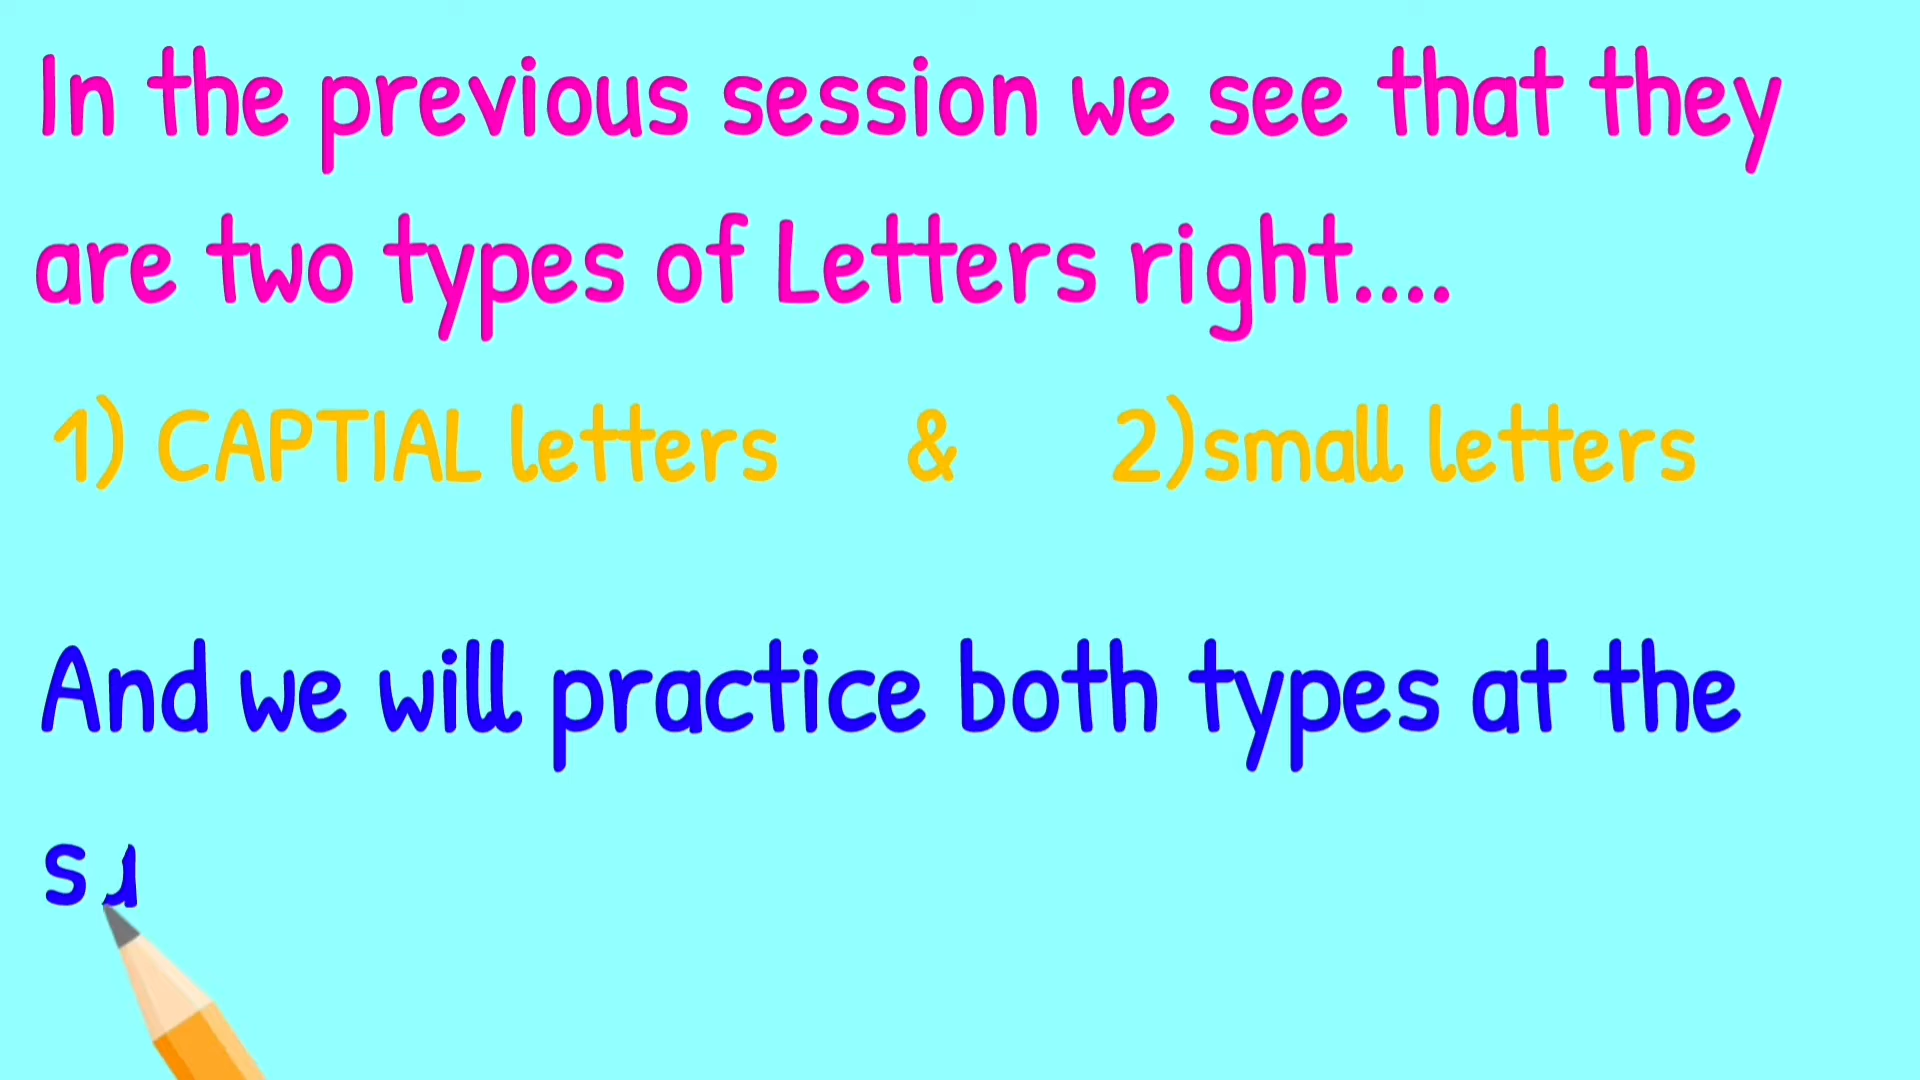 In the previous session we see that they
are two types of Letters right....
1) CAPTIAL letters & 2)small letters
And we will practice both types at the